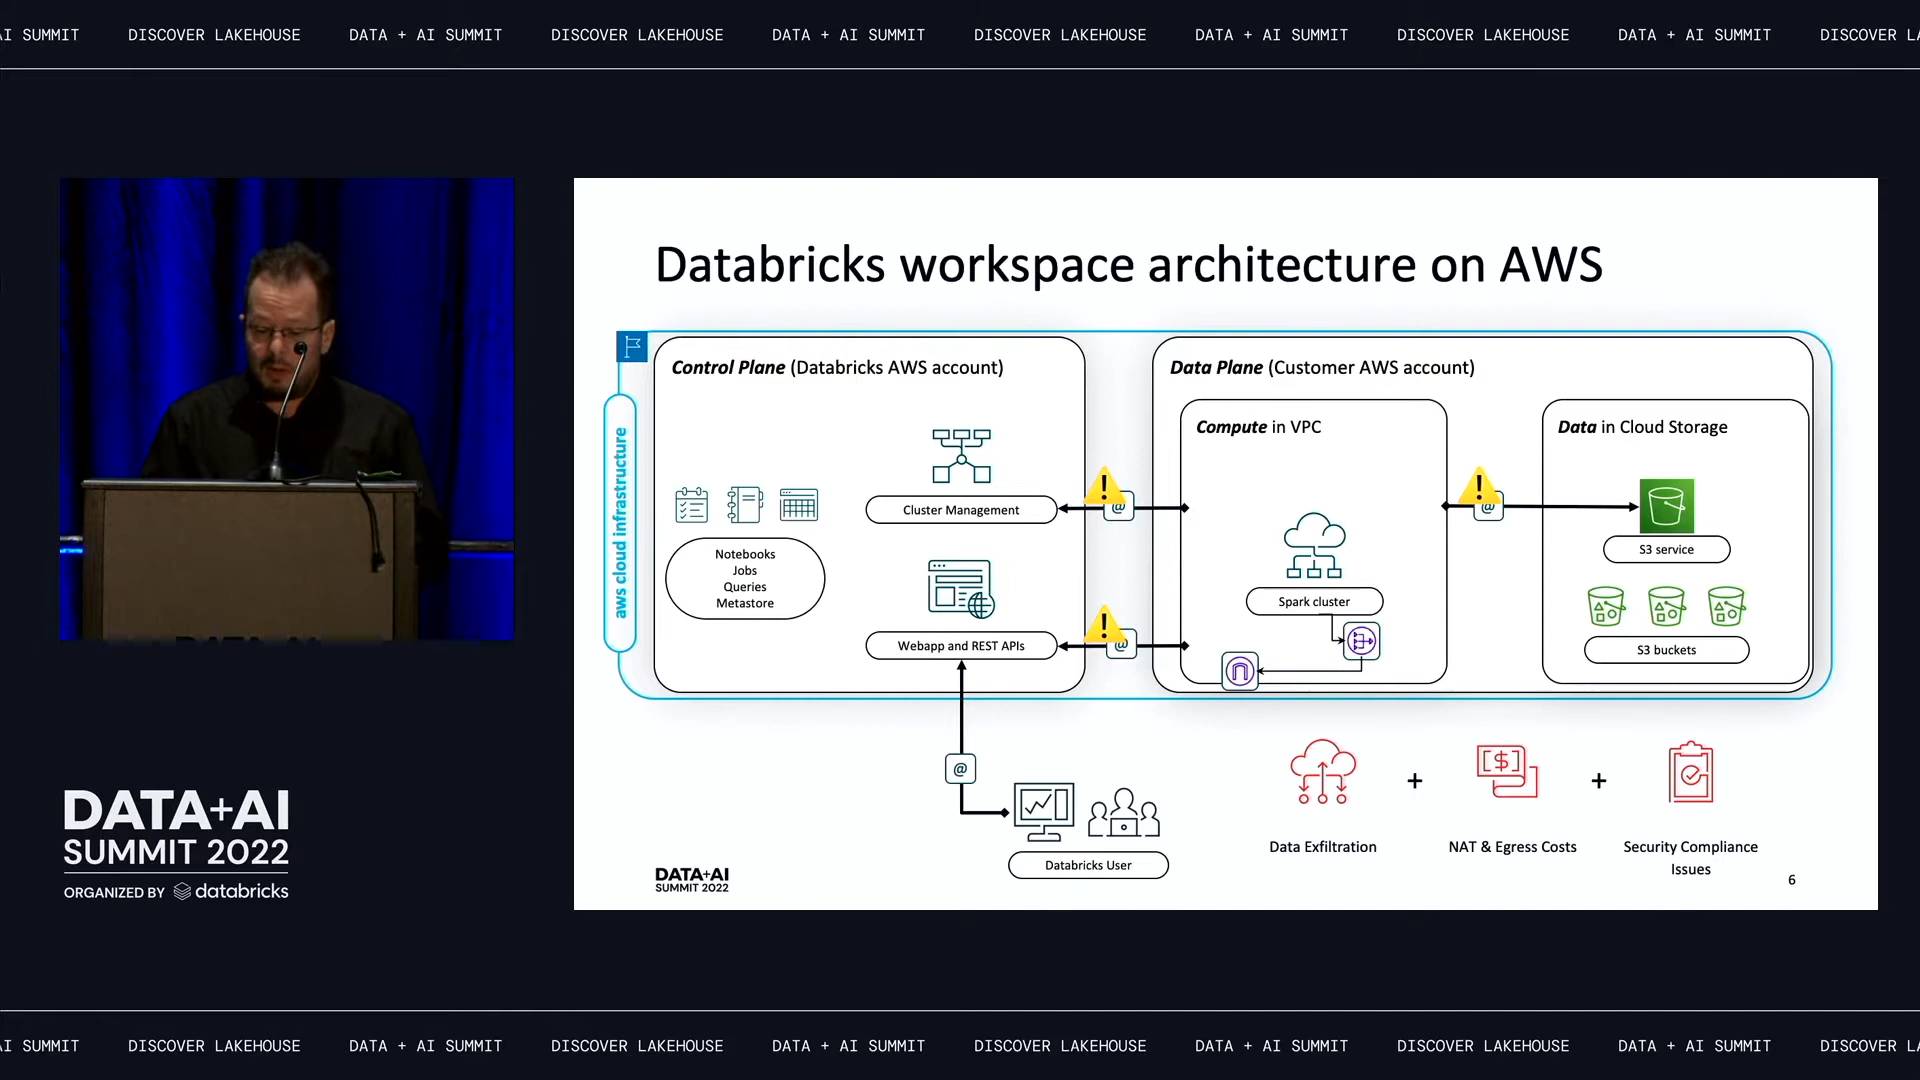 AI SUMMIT DISCOVER LAKEHOUSE DATA + AI SUMMIT DISCOVER LAKEHOUSE DATA + AI SUMMIT DISCOVER LAKEHOUSE DATA + AI SUMMIT DISCOVER LAKEHOUSE DATA + AI SUMMIT DISCOVER
Databricks workspace architecture on AWS
aws cloud infrastructure
Control Plane (Databricks AWS account)
Notebooks
Jobs
Queries
Metastore
Cluster Management
Webapp and REST APIs
@
@
@
Databricks User
Data Plane (Customer AWS account)
Compute in VPC
Spark cluster
@
Data in Cloud Storage
S3 service
S3 buckets
Data Exfiltration
+
NAT & Egress Costs
+
Security Compliance
Issues
DATA+AI
SUMMIT 2022
6
DATA+AI
SUMMIT 2022
ORGANIZED BY databricks
AI SUMMIT DISCOVER LAKEHOUSE DATA + AI SUMMIT DISCOVER LAKEHOUSE DATA + AI SUMMIT DISCOVER LAKEHOUSE DATA + AI SUMMIT DISCOVER LAKEHOUSE DATA + AI SUMMIT DISCOVER